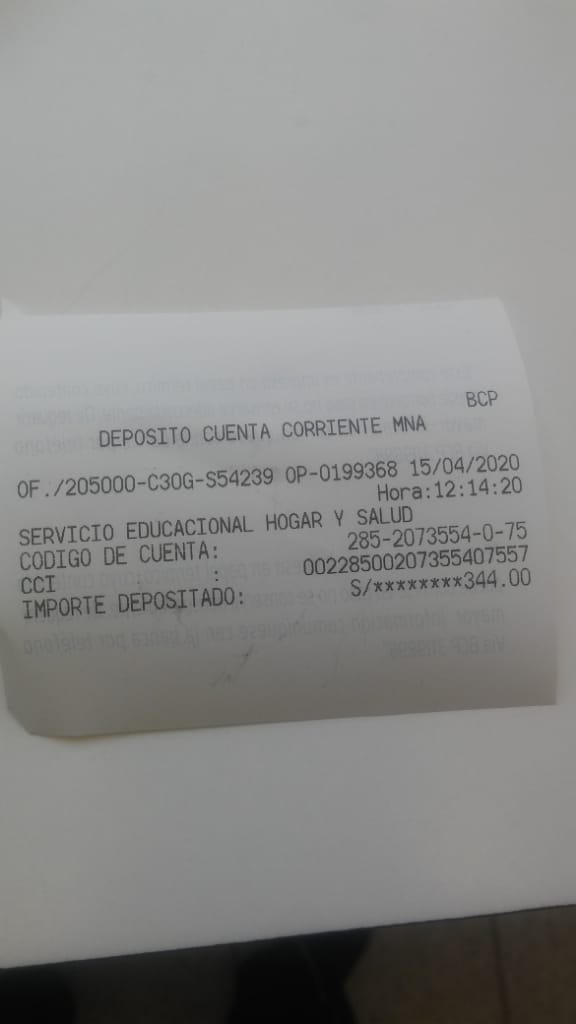 BCP
DEPOSITO CUENTA CORRIENTE MNA
OF./205000-C30G-S54239 OP-0199368 15/04/2020
Hora:12:14:20
SERVICIO EDUCACIONAL HOGAR Y SALUD
CODIGO DE CUENTA: 285-2073554-0-75
CCI : 00228500207355407557
IMPORTE DEPOSITADO: S/********344.00